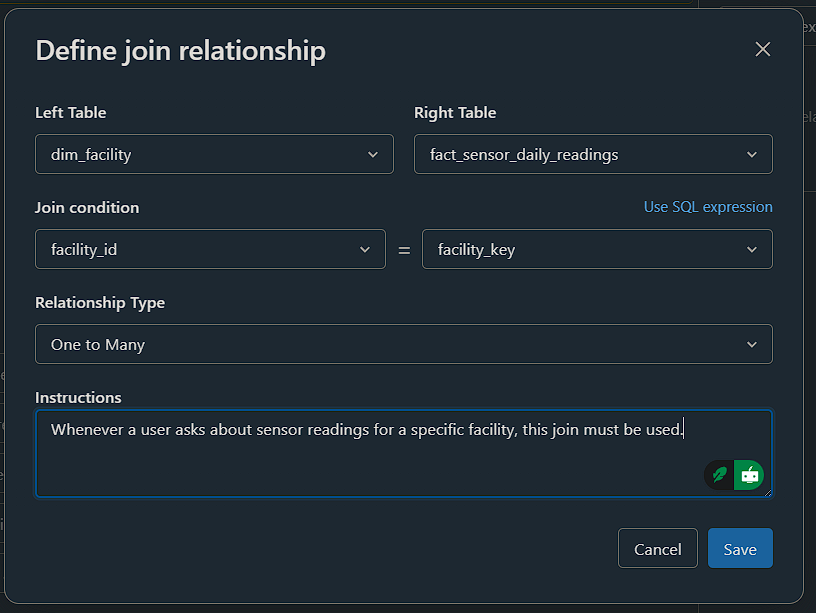 Define join relationship
Left Table
Right Table
dim_facility
fact_sensor_daily_readings
Join condition
Use SQL expression
facility_id
=
facility_key
Relationship Type
One to Many
Instructions
Whenever a user asks about sensor readings for a specific facility, this join must be used.
Cancel
Save